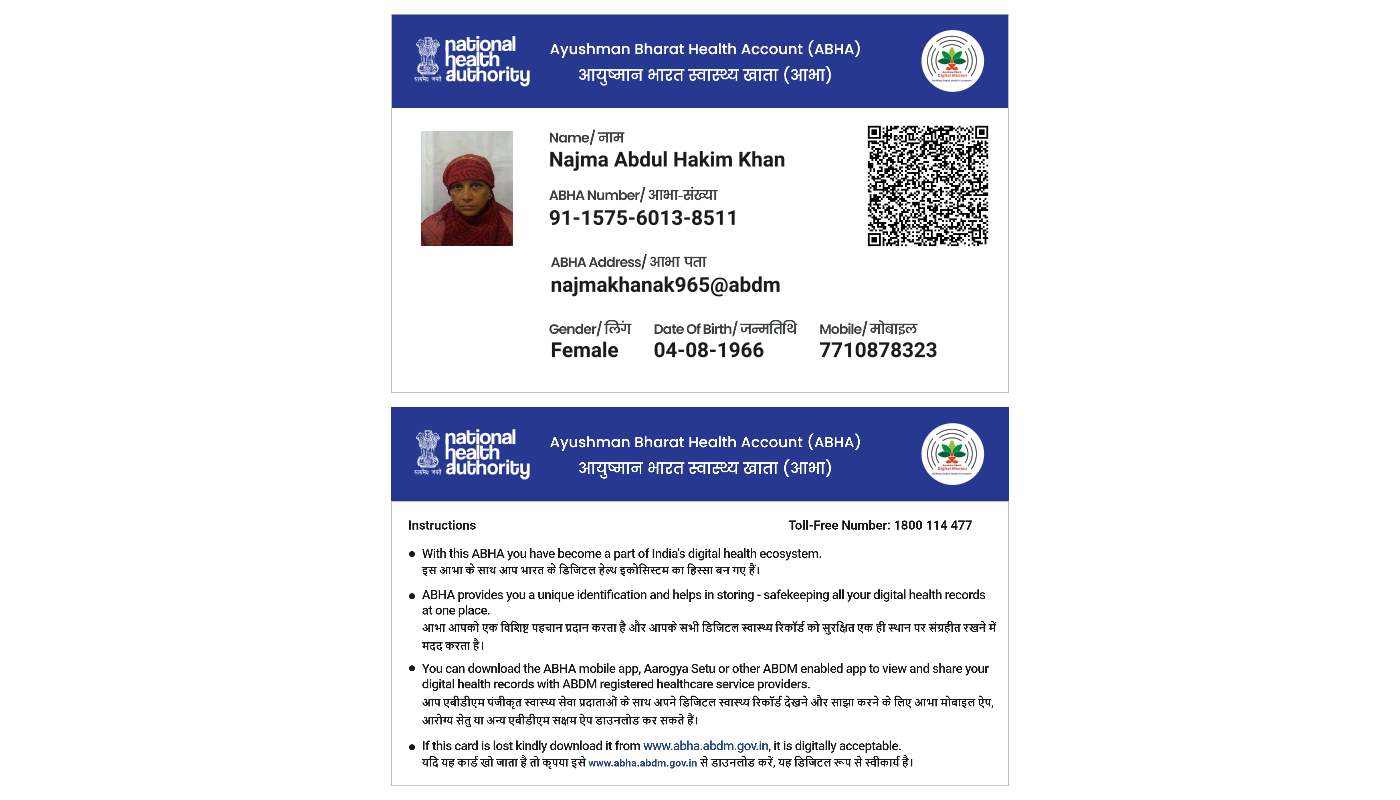 national
health
authority
सत्यमेव जयते
Ayushman Bharat Health Account (ABHA)
आयुष्मान भारत स्वास्थ्य खाता (आभा)
Digital Mission
Name/ नाम
Najma Abdul Hakim Khan
ABHA Number/ आभा-संख्या
91-1575-6013-8511
ABHA Address/ आभा पता
najmakhanak965@abdm
Gender/ लिंग Date Of Birth/ जन्मतिथि Mobile/ मोबाइल
Female 04-08-1966 7710878323
national
health
authority
सत्यमेव जयते
Ayushman Bharat Health Account (ABHA)
आयुष्मान भारत स्वास्थ्य खाता (आभा)
Digital Mission
Instructions Toll-Free Number: 1800 114 477
• With this ABHA you have become a part of India's digital health ecosystem.
इस आभा के साथ आप भारत के डिजिटल हेल्थ इकोसिस्टम का हिस्सा बन गए हैं।
• ABHA provides you a unique identification and helps in storing - safekeeping all your digital health records
at one place.
आभा आपको एक विशिष्ट पहचान प्रदान करता है और आपके सभी डिजिटल स्वास्थ्य रिकॉर्ड को सुरक्षित एक ही स्थान पर संग्रहीत रखने में
मदद करता है।
• You can download the ABHA mobile app, Aarogya Setu or other ABDM enabled app to view and share your
digital health records with ABDM registered healthcare service providers.
आप एबीडीएम पंजीकृत स्वास्थ्य सेवा प्रदाताओं के साथ अपने डिजिटल स्वास्थ्य रिकॉर्ड देखने और साझा करने के लिए आभा मोबाइल ऐप,
आरोग्य सेतु या अन्य एबीडीएम सक्षम ऐप डाउनलोड कर सकते हैं।
• If this card is lost kindly download it from www.abha.abdm.gov.in, it is digitally acceptable.
यदि यह कार्ड खो जाता है तो कृपया इसे www.abha.abdm.gov.in से डाउनलोड करें, यह डिजिटल रूप से स्वीकार्य है।